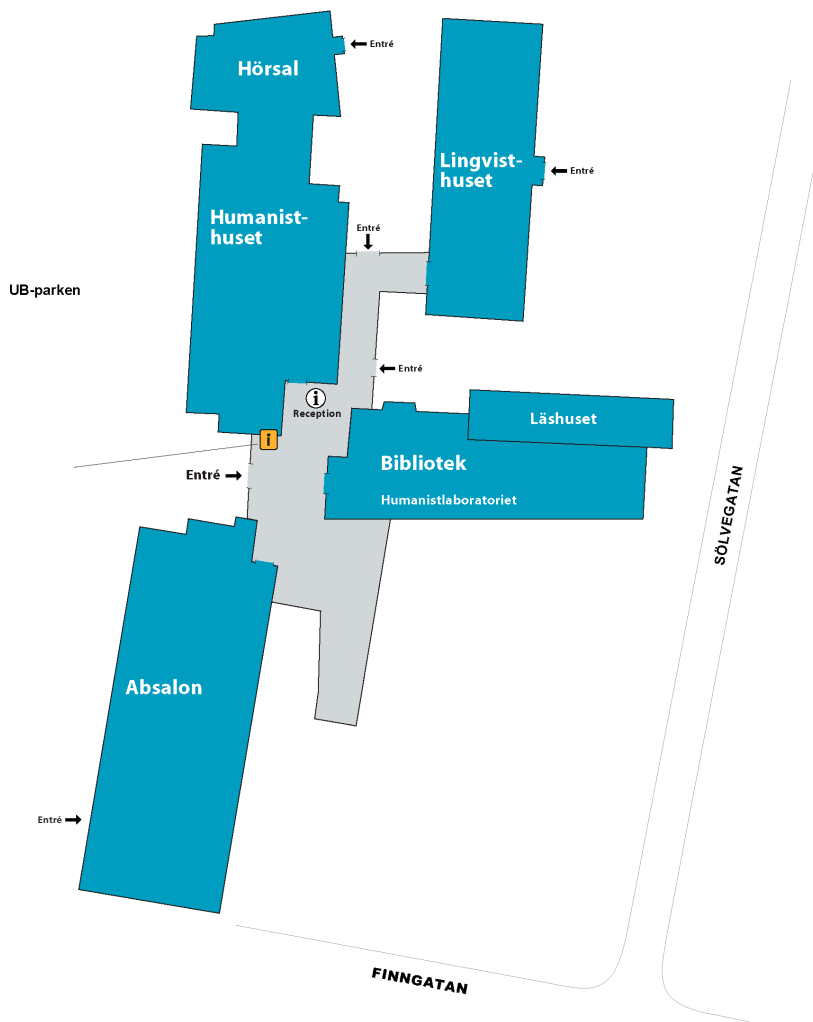 Entré
Hörsal
Lingvist-
huset
Entré
Humanist-
huset
Entré
UB-parken
Entré
i
Reception
Läshuset
i
Bibliotek
Entré
Humanistlaboratoriet
SÖLVEGATAN
Absalon
Entré
FINNGATAN